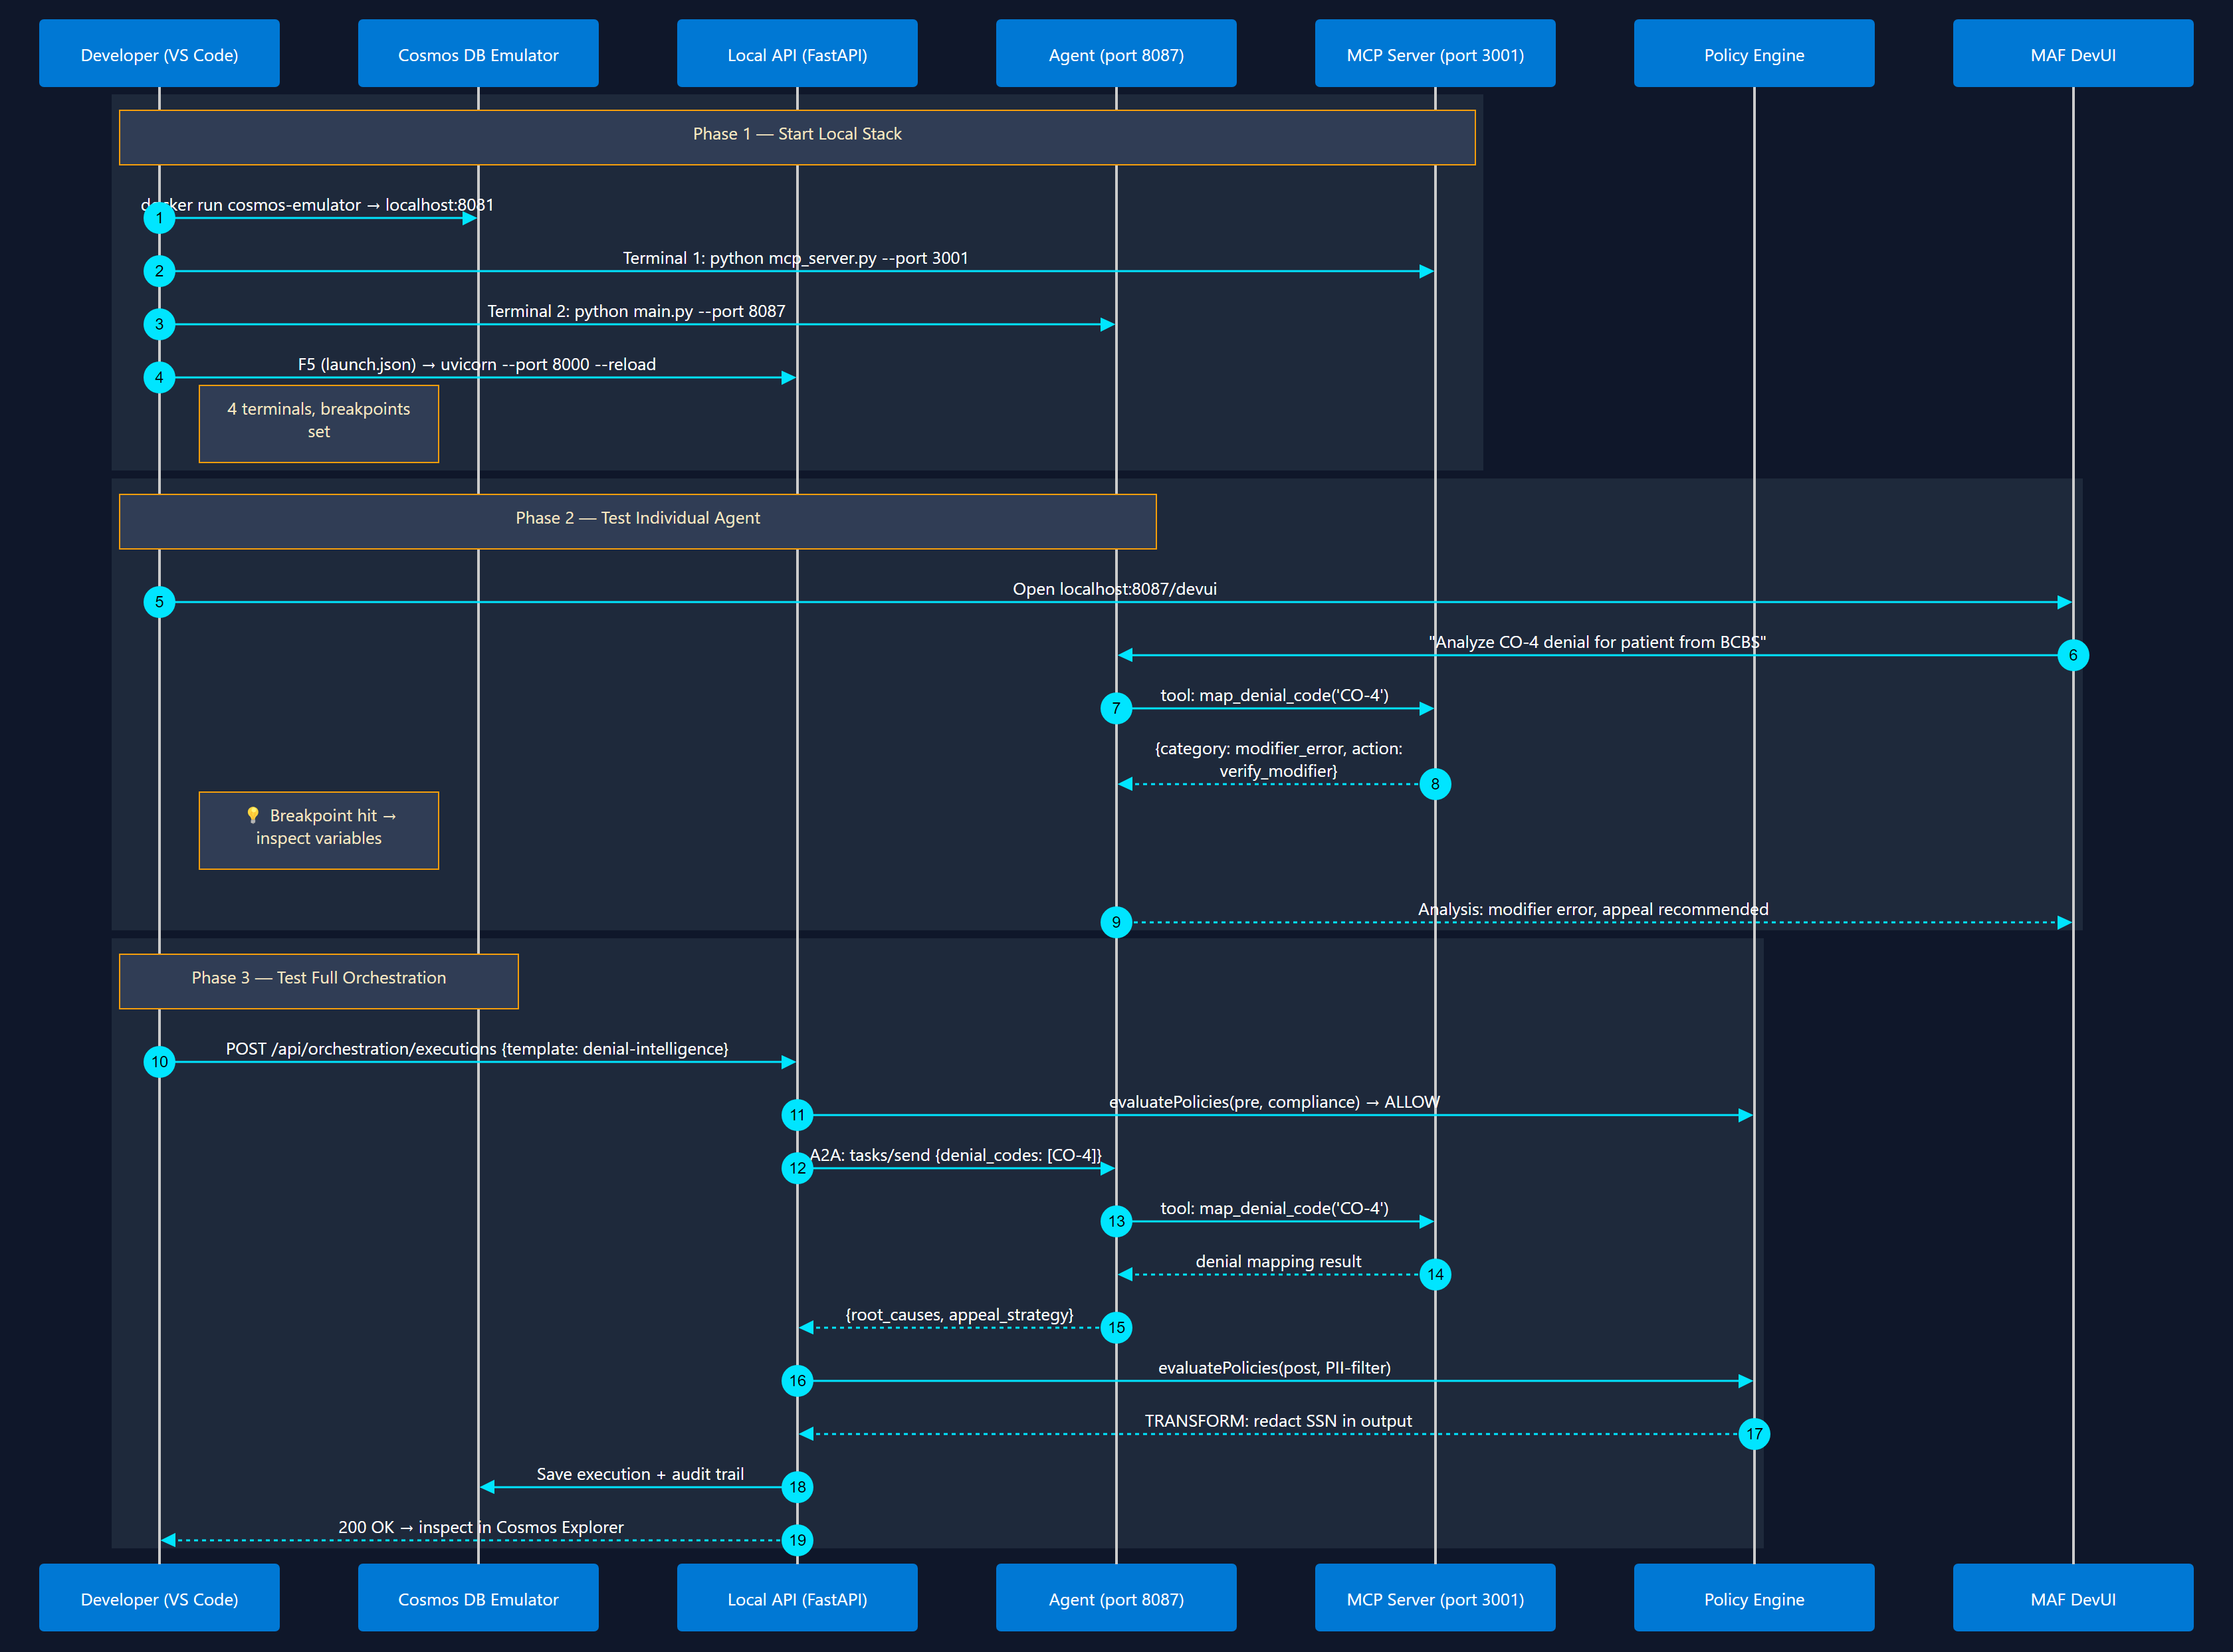 Developer (VS Code)
Cosmos DB Emulator
Local API (FastAPI)
Agent (port 8087)
MCP Server (port 3001)
Policy Engine
MAF DevUI
Phase 1 — Start Local Stack
docker run cosmos-emulator → localhost:8081
1
Terminal 1: python mcp_server.py --port 3001
2
Terminal 2: python main.py --port 8087
3
F5 (launch.json) → uvicorn --port 8000 --reload
4
4 terminals, breakpoints
set
Phase 2 — Test Individual Agent
Open localhost:8087/devui
5
"Analyze CO-4 denial for patient from BCBS"
6
tool: map_denial_code('CO-4')
7
{category: modifier_error, action:
verify_modifier}
8
💡 Breakpoint hit →
inspect variables
Analysis: modifier error, appeal recommended
9
Phase 3 — Test Full Orchestration
POST /api/orchestration/executions {template: denial-intelligence}
10
evaluatePolicies(pre, compliance) → ALLOW
11
A2A: tasks/send {denial_codes: [CO-4]}
12
tool: map_denial_code('CO-4')
13
denial mapping result
14
{root_causes, appeal_strategy}
15
evaluatePolicies(post, PII-filter)
16
TRANSFORM: redact SSN in output
17
Save execution + audit trail
18
200 OK → inspect in Cosmos Explorer
19
Developer (VS Code)
Cosmos DB Emulator
Local API (FastAPI)
Agent (port 8087)
MCP Server (port 3001)
Policy Engine
MAF DevUI